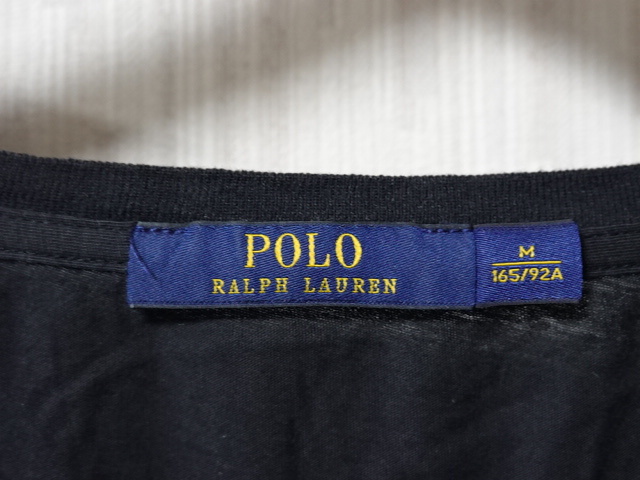 POLO
RALPH LAUREN
M
165/92A